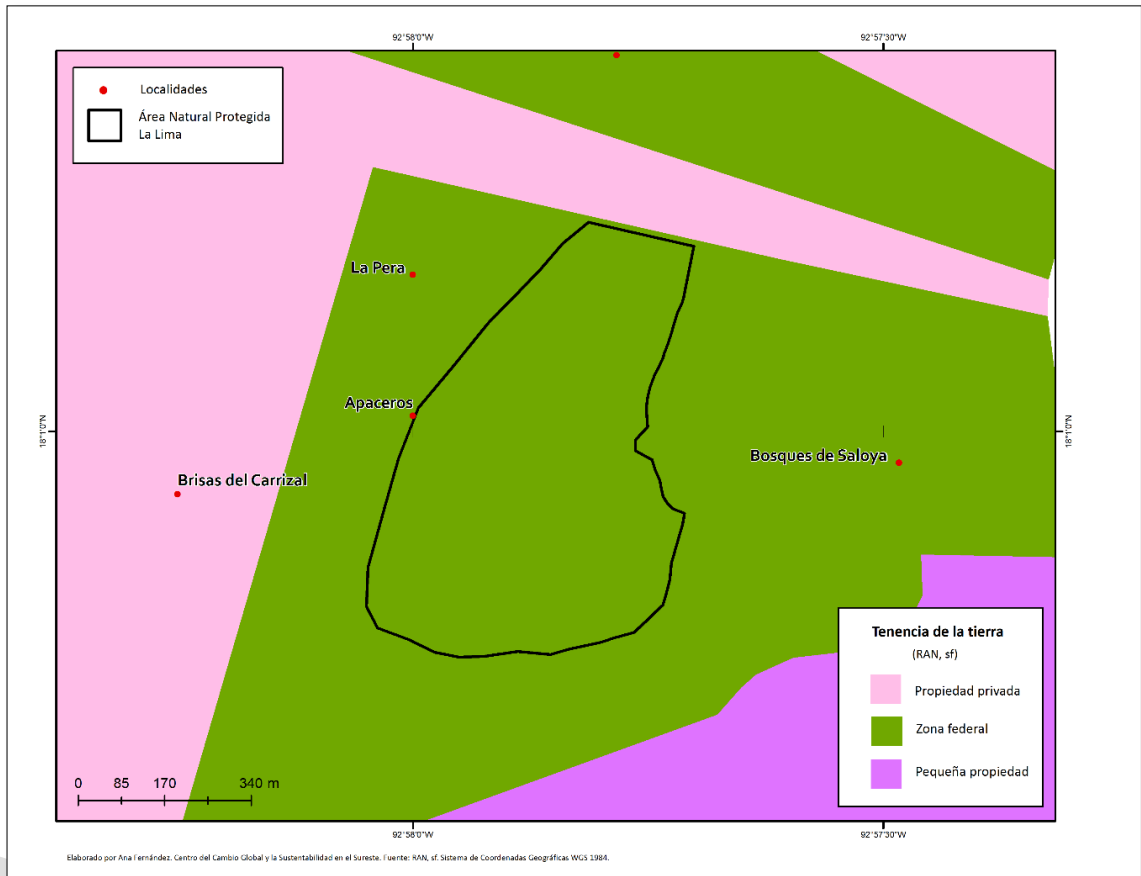 92°58'0"W
92°57'30"W
Localidades
Área Natural Protegida
La Lima
La Pera
Apaceros
18°1'0"N
18°1'0"N
Bosques de Saloya
Brisas del Carrizal
Tenencia de la tierra
(RAN, sf)
Propiedad privada
Zona federal
Pequeña propiedad
0 85 170 340 m
92°58'0"W
92°57'30"W
Elaborado por Ana Fernández. Centro del Cambio Global y la Sustentabilidad en el Sureste. Fuente: RAN, sf. Sistema de Coordenadas Geográficas WGS 1984.